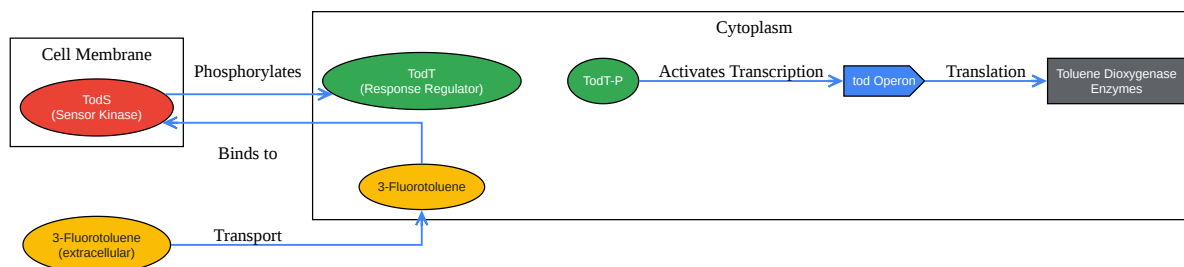 Cytoplasm
Cell Membrane
Phosphorylates
TodS
(Sensor Kinase)
TodT
(Response Regulator)
TodT-P
Activates Transcription
tod Operon
Translation
Toluene Dioxygenase
Enzymes
Binds to
3-Fluorotoluene
3-Fluorotoluene
(extracellular)
Transport